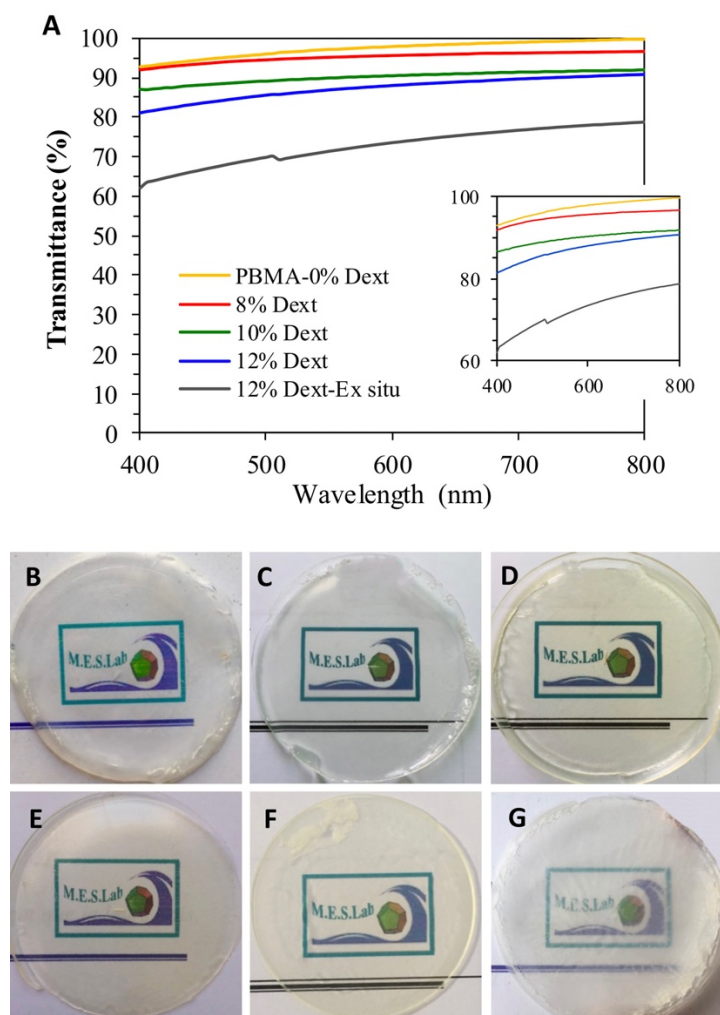 A
Transmittance (%)
100
90
80
70
60
50
40
30
20
10
0
PBMA-0% Dext
8% Dext
10% Dext
12% Dext
12% Dext-Ex situ
100
80
60
400 600 800
400 500 600 700 800
Wavelength (nm)
B
M.E.S.Lab
C
M.E.S.Lab
D
M.E.S.Lab
E
M.E.S.Lab
F
M.E.S.Lab
G
M.E.S.Lab